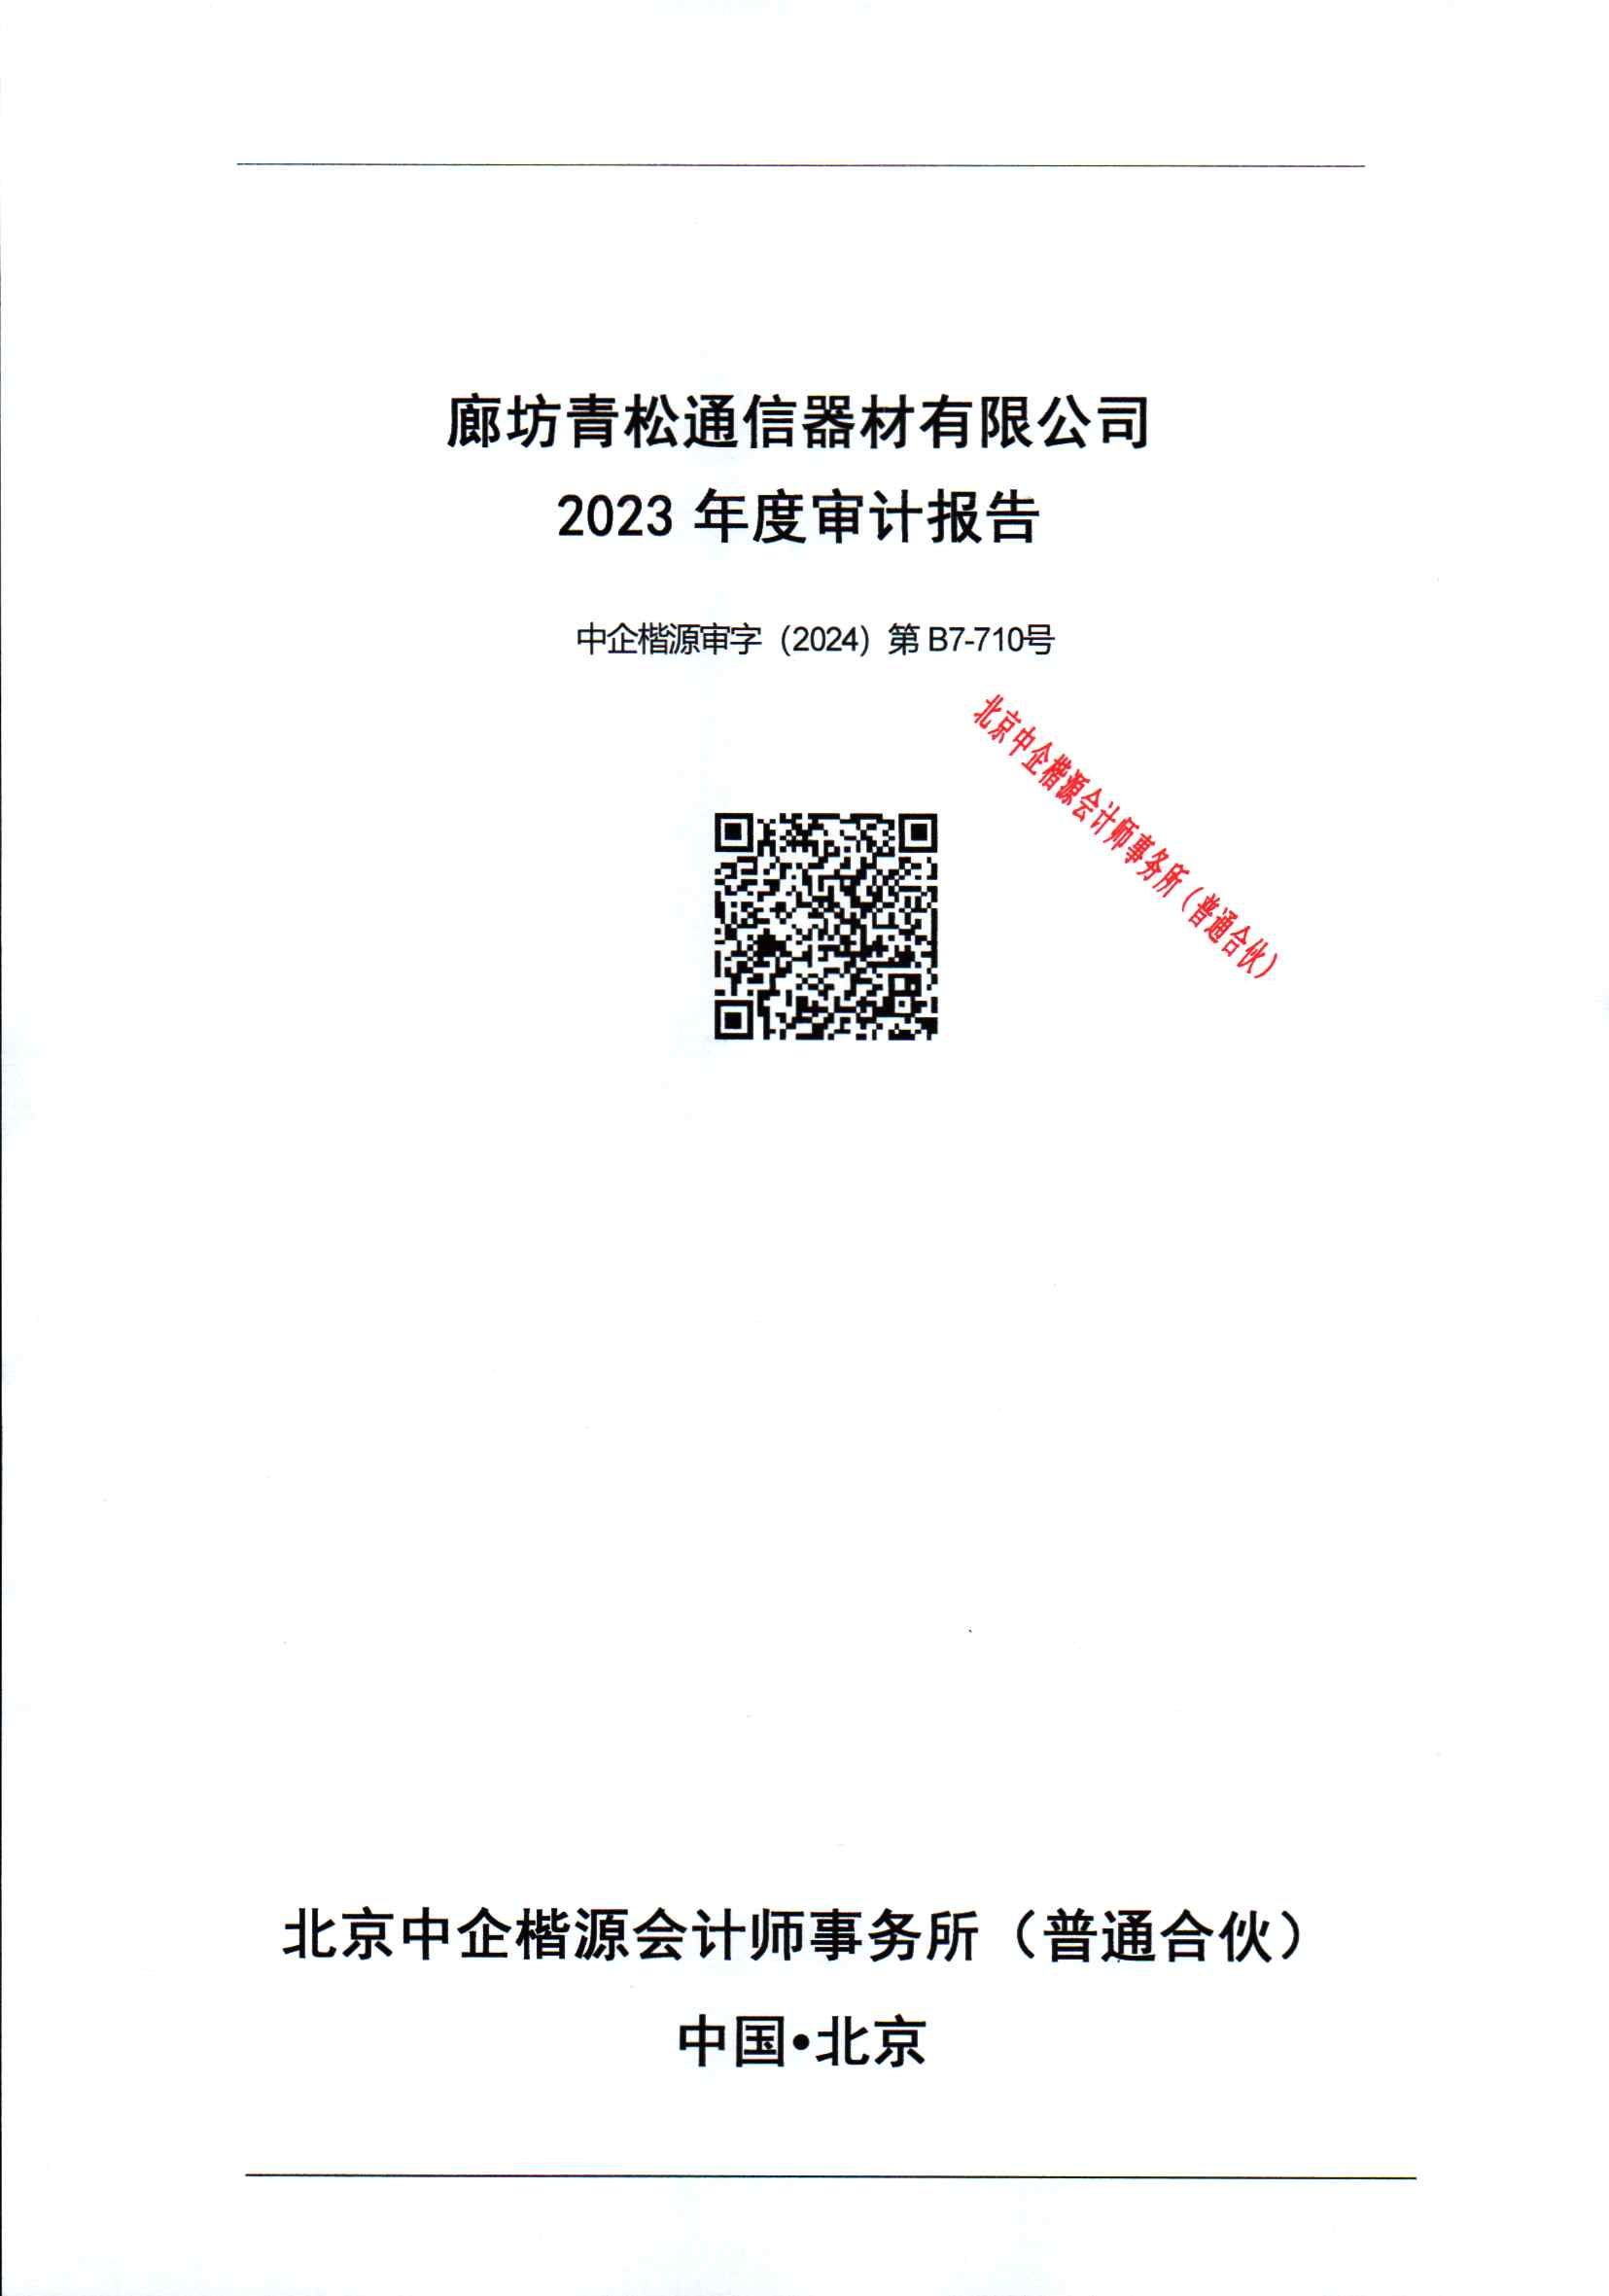 廊坊青松通信器材有限公司
2023 年度审计报告
中企楷源审字（2024）第 B7-710号
北京中企楷源会计师事务所（普通合伙）
北京中企楷源会计师事务所（普通合伙）
中国•北京